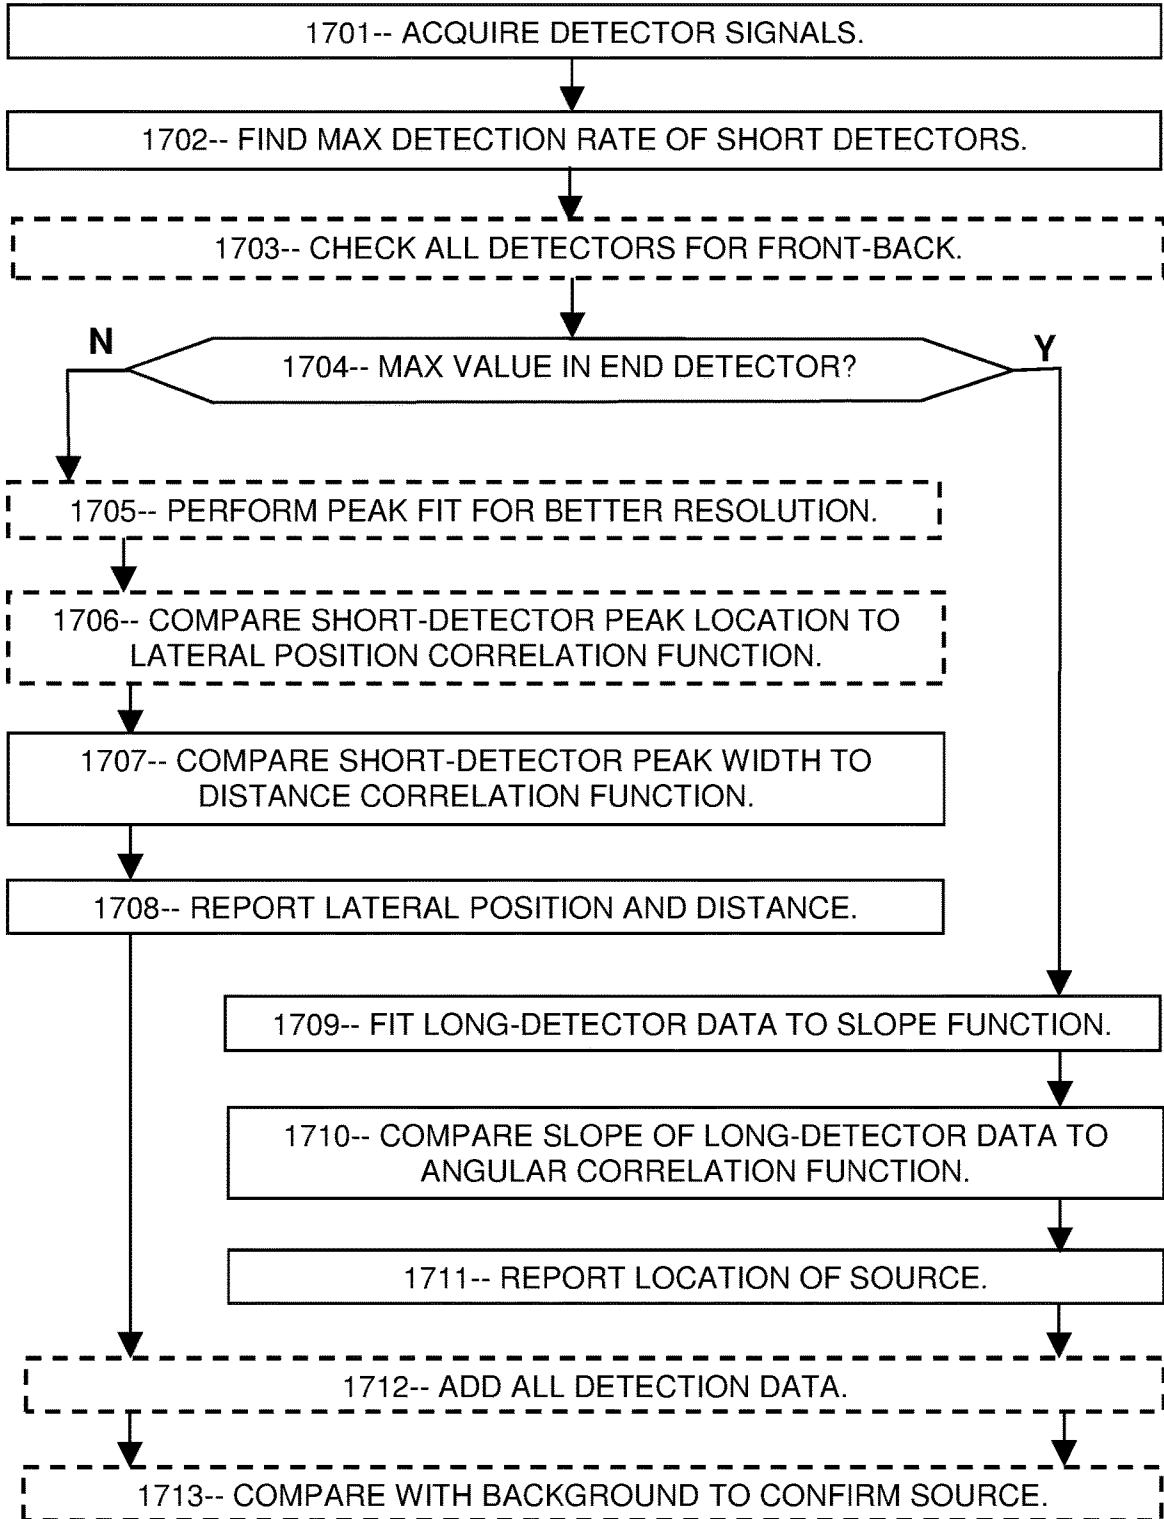 1701-- ACQUIRE DETECTOR SIGNALS.
1702-- FIND MAX DETECTION RATE OF SHORT DETECTORS.
1703-- CHECK ALL DETECTORS FOR FRONT-BACK.
N
Y
1704-- MAX VALUE IN END DETECTOR?
1705-- PERFORM PEAK FIT FOR BETTER RESOLUTION.
1706-- COMPARE SHORT-DETECTOR PEAK LOCATION TO
LATERAL POSITION CORRELATION FUNCTION.
1707-- COMPARE SHORT-DETECTOR PEAK WIDTH TO
DISTANCE CORRELATION FUNCTION.
1708-- REPORT LATERAL POSITION AND DISTANCE.
1709-- FIT LONG-DETECTOR DATA TO SLOPE FUNCTION.
1710-- COMPARE SLOPE OF LONG-DETECTOR DATA TO
ANGULAR CORRELATION FUNCTION.
1711-- REPORT LOCATION OF SOURCE.
1712-- ADD ALL DETECTION DATA.
1713-- COMPARE WITH BACKGROUND TO CONFIRM SOURCE.